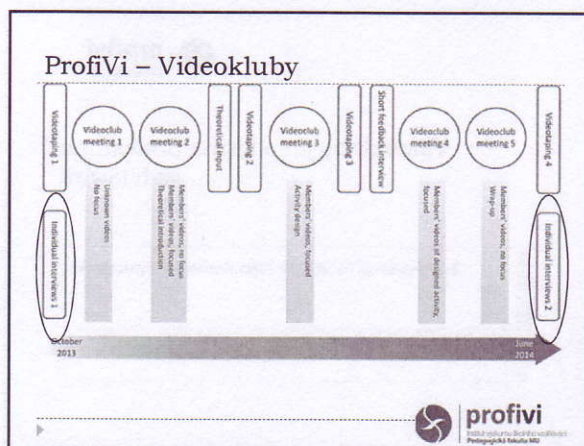 ProfiVi – Videokluby
Videotaping 1
Videoclub
meeting 1
Videoclub
meeting 2
Theoretical input
Videotaping 2
Videoclub
meeting 3
Videotaping 3
Short feedback interview
Videoclub
meeting 4
Videoclub
meeting 5
Videotaping 4
Individual interviews 1
Unknown videos
No focus
Members' videos, no focus
Members' videos, focused
Theoretical introduction
Members' videos, focused
Activity design
Members' videos of designed activity,
focused
Members' videos, no focus
Wrap-up
Individual interviews 2
October
2013
June
2014
profivi
Pedagogická fakulta MU